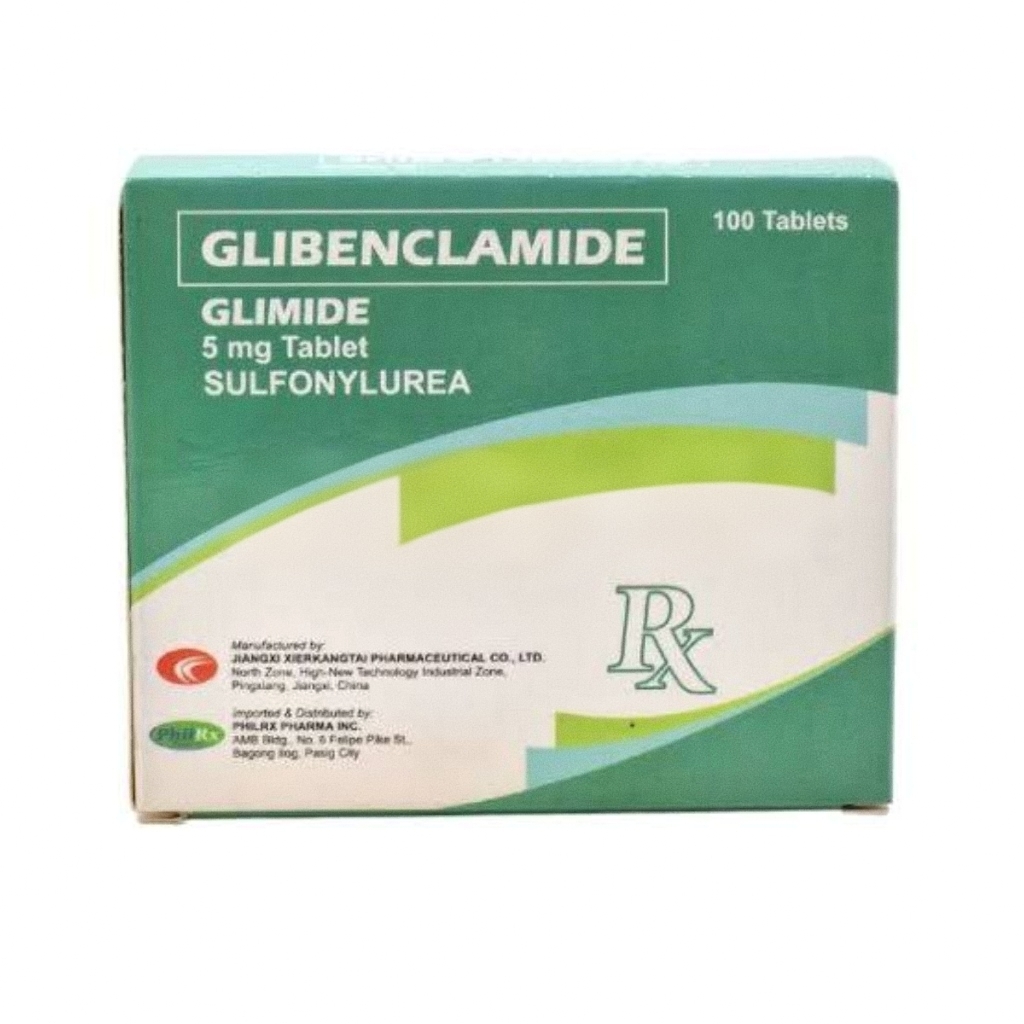 GLIBENCLAMIDE
100 Tablets
GLIMIDE
5 mg Tablet
SULFONYLUREA
Rx
Manufactured by:
JIANGXI XIERKANGTAI PHARMACEUTICAL CO., LTD.
North Zone, High-New Technology Industrial Zone,
Pingxiang, Jiangxi, China
PhilRx
Imported & Distributed by:
PHILRX PHARMA INC.
AMB Bldg., No. 6 Felipe Pike St.,
Bagong Ilog, Pasig City